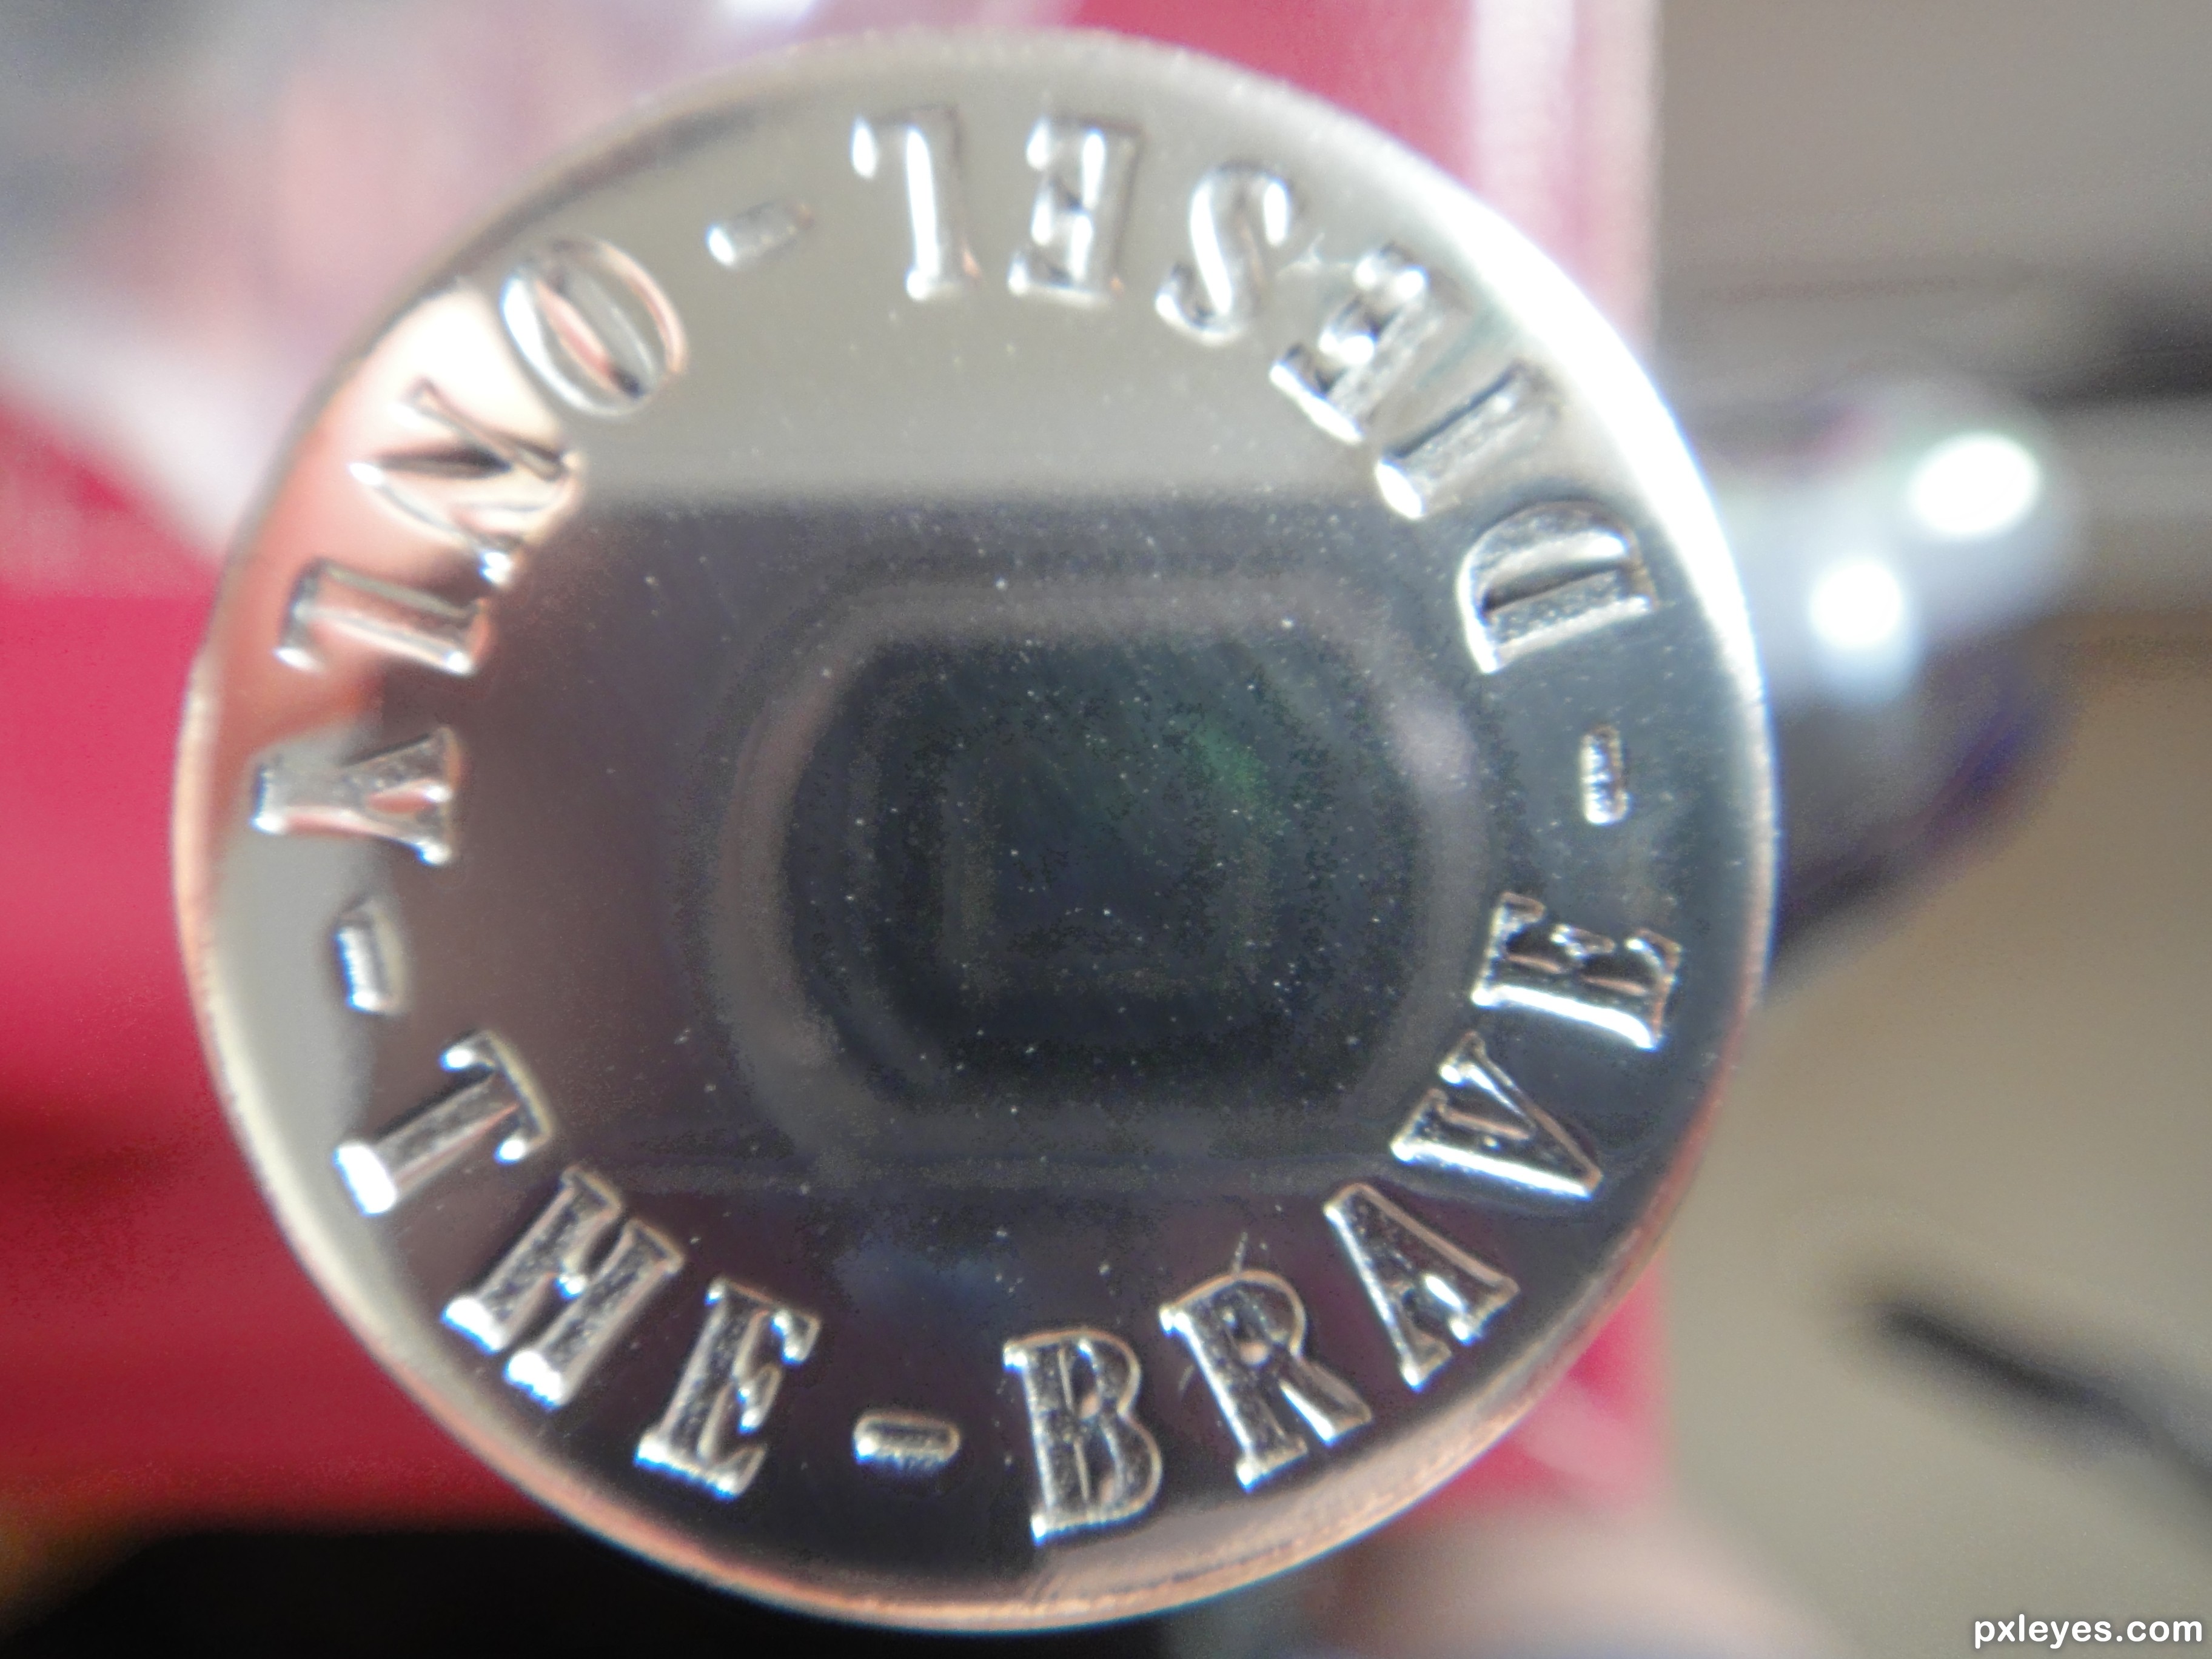 DIESEL - ONLY - THE - BRAVE -
pxleyes.com